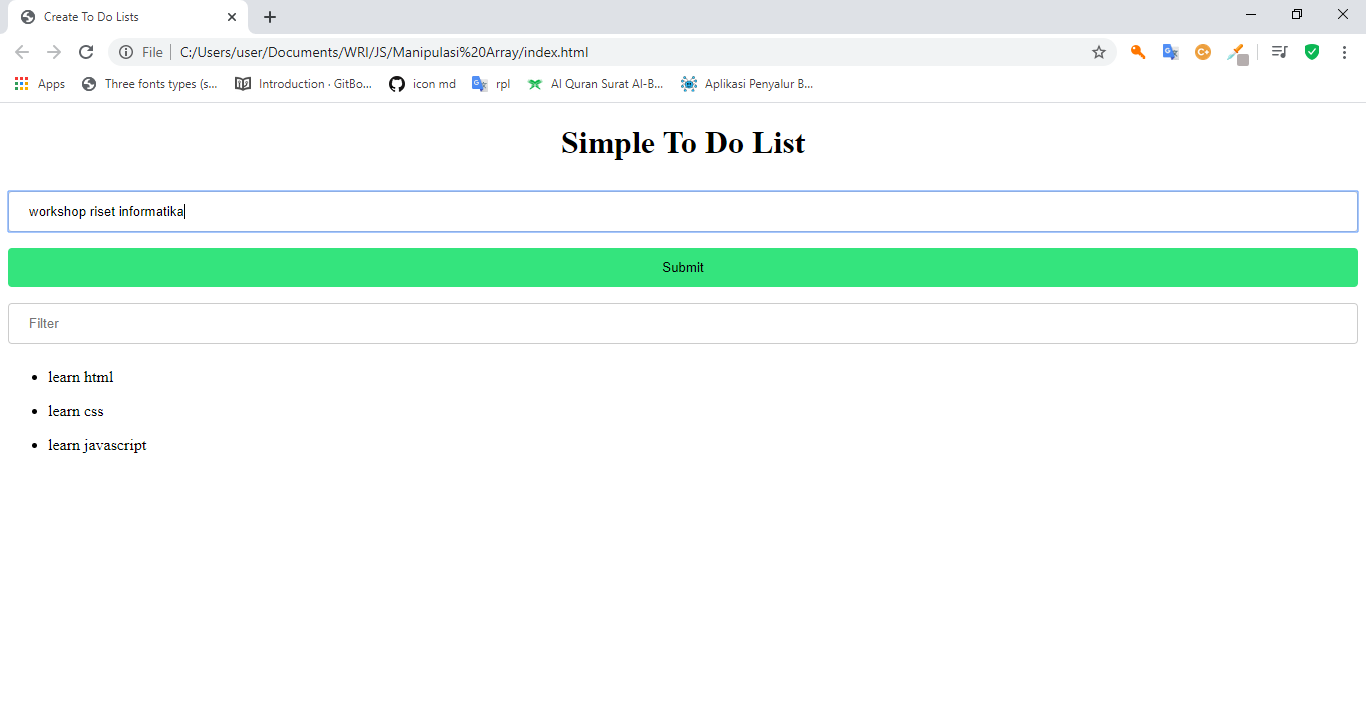 Create To Do Lists
File C:/Users/user/Documents/WRI/JS/Manipulasi%20Array/index.html
Apps Three fonts types (s... Introduction · GitBo... icon md rpl Al Quran Surat Al-B... Aplikasi Penyalur B...
Simple To Do List
workshop riset informatika
Submit
Filter
learn html
learn css
learn javascript